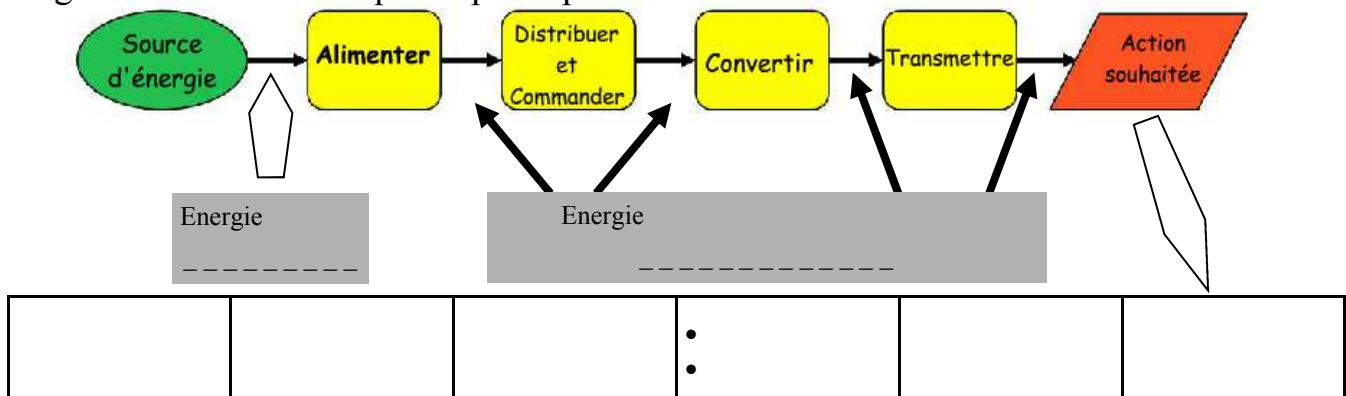 Source
d'énergie
Alimenter
Distribuer
et
Commander
Convertir
Transmettre
Action
souhaitée
Energie
_ _ _ _ _ _ _ _ _
Energie
_ _ _ _ _ _ _ _ _ _ _ _ _
•
•